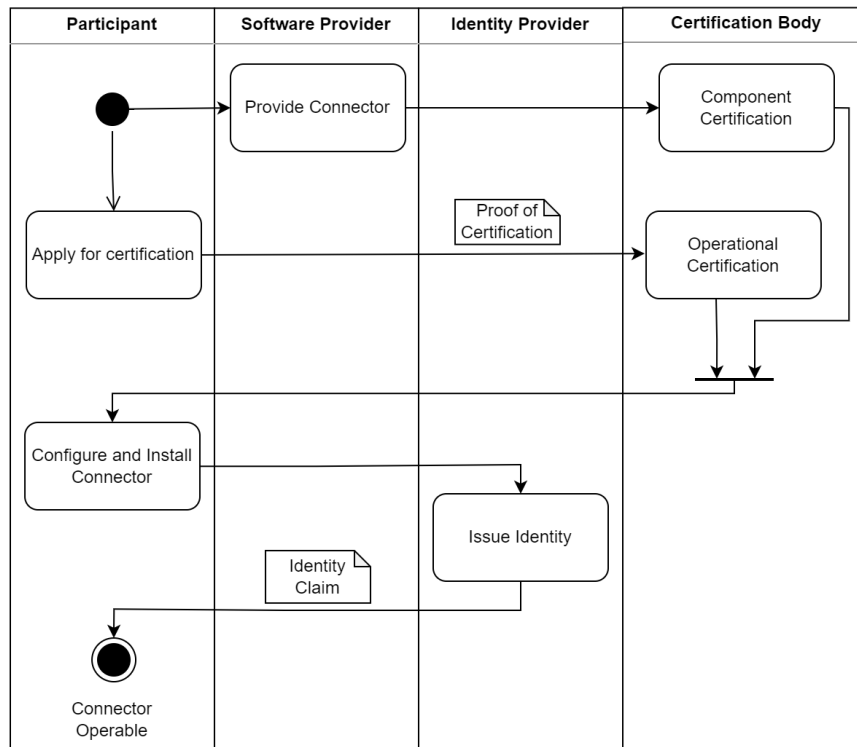 Participant
Software Provider
Identity Provider
Certification Body
Provide Connector
Component
Certification
Proof of
Certification
Apply for certification
Operational
Certification
Configure and Install
Connector
Issue Identity
Identity
Claim
Connector
Operable